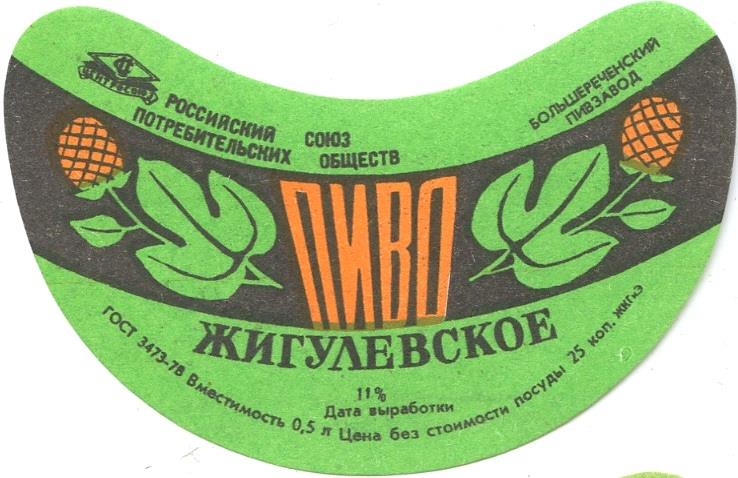 ЦЕНТРОСОЮЗ
РОССИЙСКИЙ СОЮЗ
ПОТРЕБИТЕЛЬСКИХ ОБЩЕСТВ
БОЛЬШЕРЕЧЕНСКИЙ
ПИВЗАВОД
ПИВО
ЖИГУЛЕВСКОЕ
11%
Дата выработки
ГОСТ 3473-78 Вместимость 0,5 л Цена без стоимости посуды 25 коп.